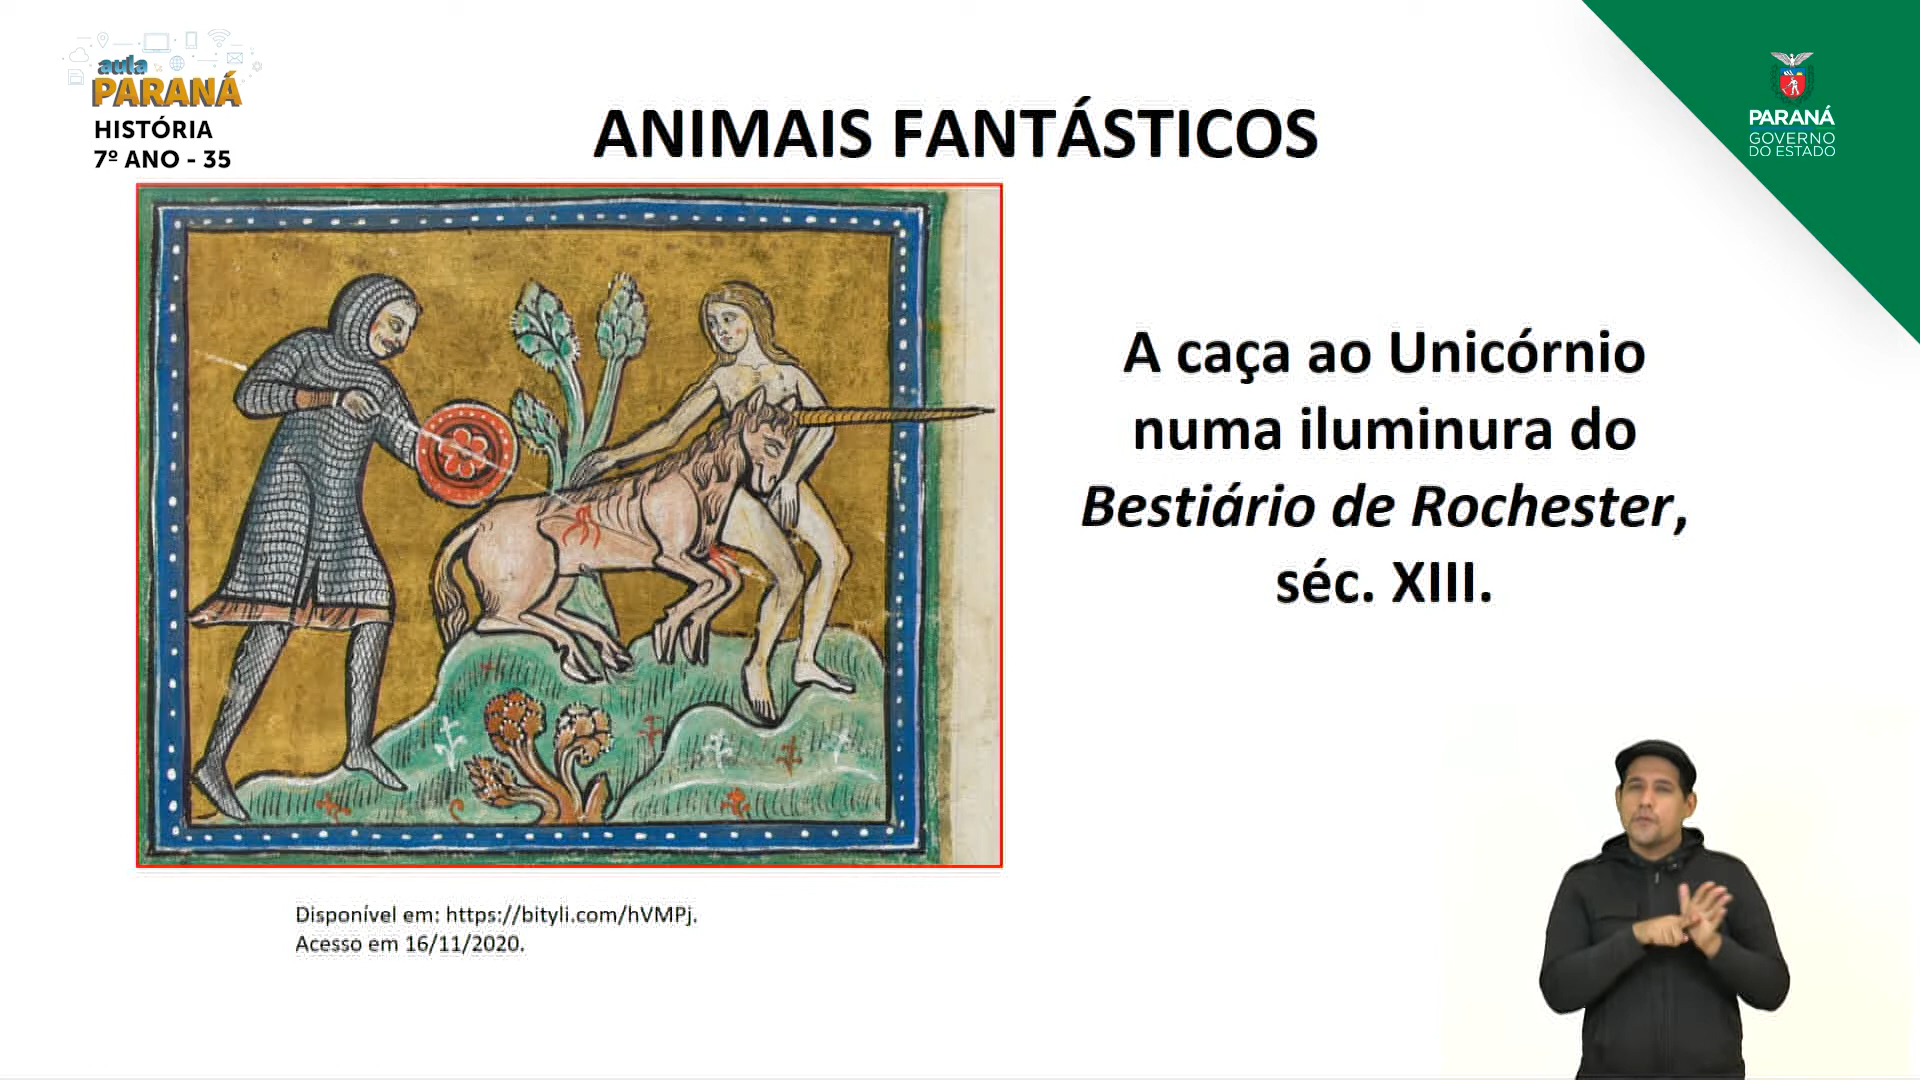 aula
PARANÁ
HISTÓRIA
7º ANO - 35
ANIMAIS FANTÁSTICOS
PARANÁ
GOVERNO
DO ESTADO
A caça ao Unicórnio
numa iluminura do
Bestiário de Rochester,
séc. XIII.
Disponível em: https://bityli.com/hVMPj.
Acesso em 16/11/2020.